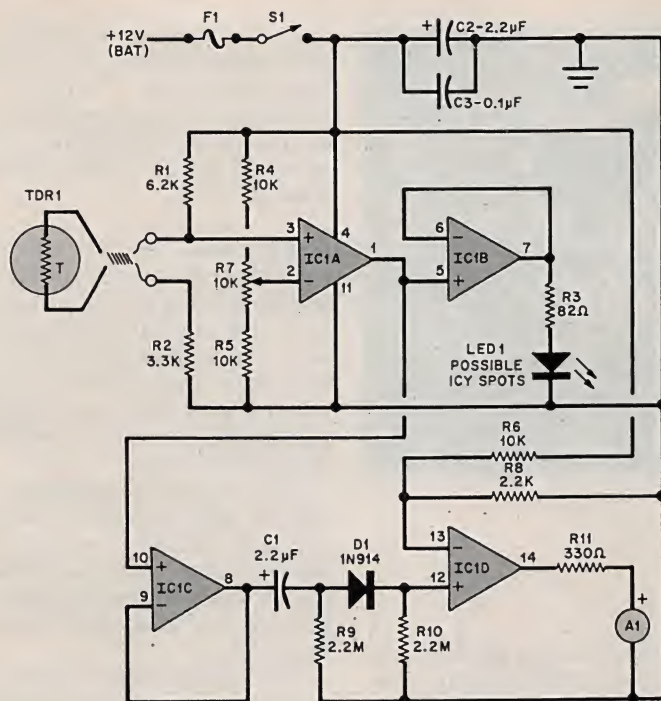 F1
S1
+12V
(BAT)
+
C2-2.2µF
C3-0.1µF
R1
6.2K
R4
10K
TDR1
T
3
+
4
IC1A
1
2
-
11
R7
10K
6
-
IC1B
7
5
+
R3
82Ω
R2
3.3K
R5
10K
LED1
POSSIBLE
ICY SPOTS
R6
10K
R8
2.2K
10
+
IC1C
8
9
-
C1
2.2µF
+
D1
1N914
13
-
IC1D
14
12
+
R11
330Ω
+
A1
R9
2.2M
R10
2.2M